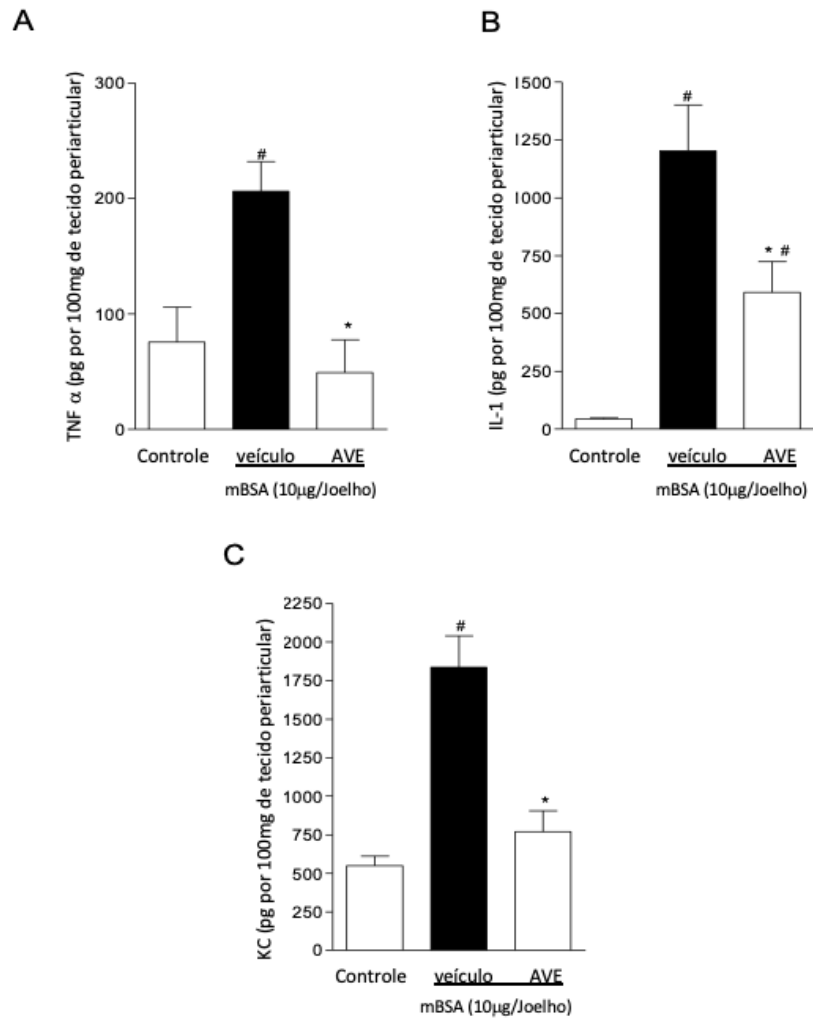 A
TNF α (pg por 100mg de tecido periarticular)
300
200
100
0
#
*
Controle veículo AVE
mBSA (10µg/Joelho)
B
IL-1 (pg por 100mg de tecido periarticular)
1500
1250
1000
750
500
250
0
#
* #
Controle veículo AVE
mBSA (10µg/Joelho)
C
KC (pg por 100mg de tecido periarticular)
2250
2000
1750
1500
1250
1000
750
500
250
0
#
*
Controle veículo AVE
mBSA (10µg/Joelho)